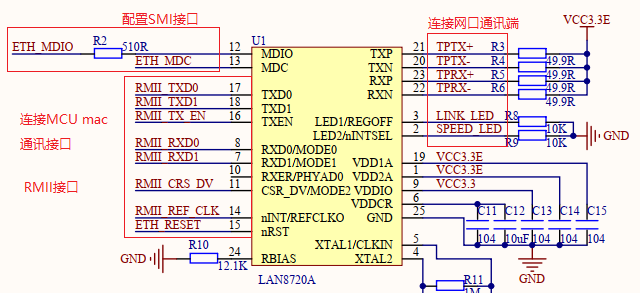 配置SMI接口
连接网口通讯端
VCC3.3E
ETH_MDIO R2 510R 12 U1 MDIO TXP 21 TPTX+ R3 49.9R
ETH_MDC 13 MDC TXN 20 TPTX- R4 49.9R
RXP 23 TPRX+ R5 49.9R
RMII_TXD0 17 TXD0 RXN 22 TPRX- R6 49.9R
RMII_TXD1 18 TXD1
连接MCU mac
RMII_TX_EN 16 TXEN LED1/REGOFF 3 LINK_LED R8 10K GND
通讯接口
LED2/nINTSEL 2 SPEED_LED R9 10K
RMII_RXD0 8 RXD0/MODE0
RMII_RXD1 7 RXD1/MODE1 VDD1A 19 VCC3.3E
10 RXER/PHYAD0 VDD2A 1 VCC3.3E
RMII接口
RMII_CRS_DV 11 CSR_DV/MODE2 VDDIO 9 VCC3.3
VDDCR 6
RMII_REF_CLK 14 nINT/REFCLKO GND 25 C11 C12 C13 C14 C15
ETH_RESET 15 nRST
104 10uF 104 104 104
XTAL1/CLKIN 5
GND R10 12.1K 24 RBIAS XTAL2 4 GND
LAN8720A R11
1M